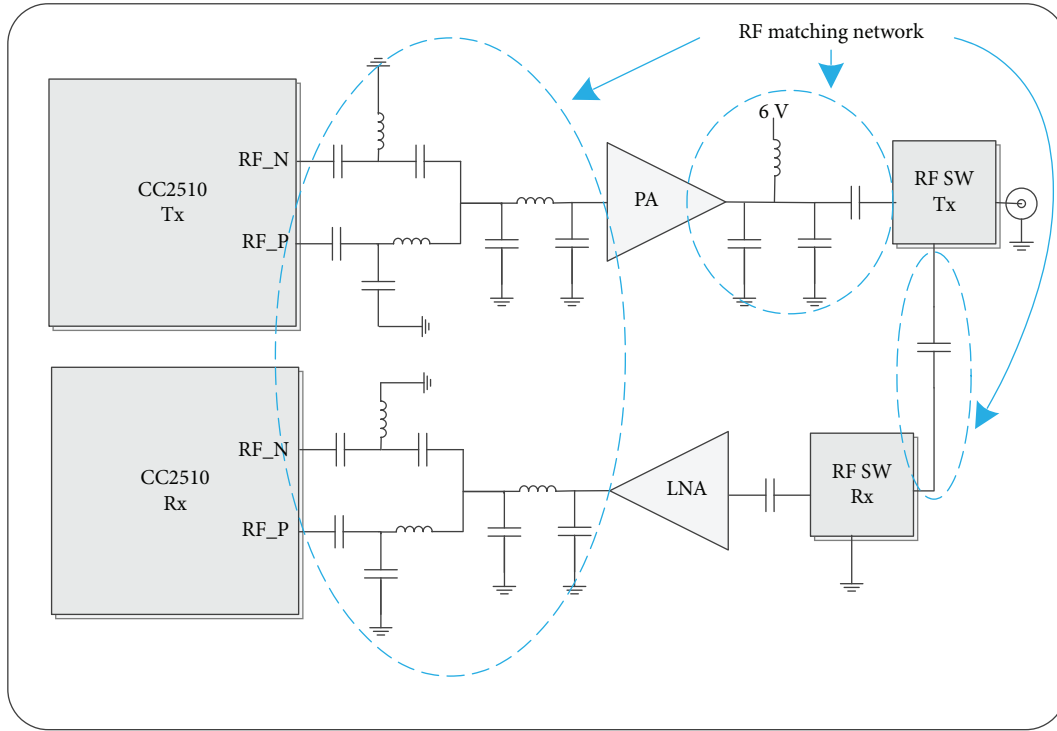 RF matching network
6 V
RF_N
CC2510
Tx
RF_P
PA
RF SW
Tx
RF_N
CC2510
Rx
RF_P
LNA
RF SW
Rx